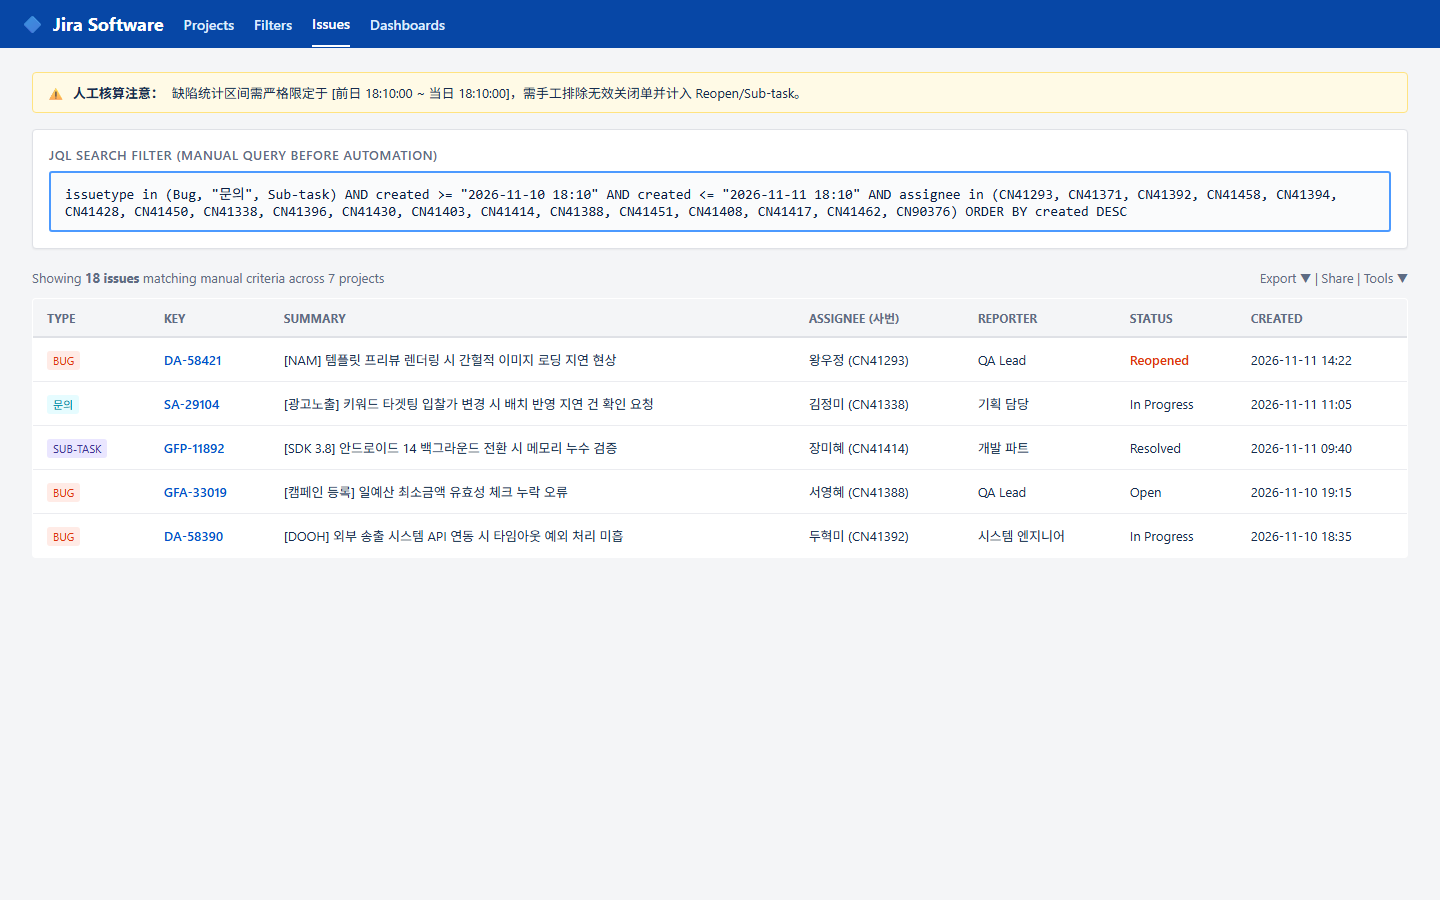 Jira Software Projects Filters Issues Dashboards
人工核算注意： 缺陷统计区间需严格限定于 [前日 18:10:00 ~ 当日 18:10:00]，需手工排除无效关闭单并计入 Reopen/Sub-task。
JQL SEARCH FILTER (MANUAL QUERY BEFORE AUTOMATION)
issuetype in (Bug, "문의", Sub-task) AND created >= "2026-11-10 18:10" AND created <= "2026-11-11 18:10" AND assignee in (CN41293, CN41371, CN41392, CN41458, CN41394,
CN41428, CN41450, CN41338, CN41396, CN41430, CN41403, CN41414, CN41388, CN41451, CN41408, CN41417, CN41462, CN90376) ORDER BY created DESC
Showing 18 issues matching manual criteria across 7 projects Export ▼ | Share | Tools ▼
TYPE KEY SUMMARY ASSIGNEE (사번) REPORTER STATUS CREATED
BUG DA-58421 [NAM] 템플릿 프리뷰 렌더링 시 간헐적 이미지 로딩 지연 현상 왕우정 (CN41293) QA Lead Reopened 2026-11-11 14:22
문의 SA-29104 [광고노출] 키워드 타겟팅 입찰가 변경 시 배치 반영 지연 건 확인 요청 김정미 (CN41338) 기획 담당 In Progress 2026-11-11 11:05
SUB-TASK GFP-11892 [SDK 3.8] 안드로이드 14 백그라운드 전환 시 메모리 누수 검증 장미혜 (CN41414) 개발 파트 Resolved 2026-11-11 09:40
BUG GFA-33019 [캠페인 등록] 일예산 최소금액 유효성 체크 누락 오류 서영혜 (CN41388) QA Lead Open 2026-11-10 19:15
BUG DA-58390 [DOOH] 외부 송출 시스템 API 연동 시 타임아웃 예외 처리 미흡 두혁미 (CN41392) 시스템 엔지니어 In Progress 2026-11-10 18:35